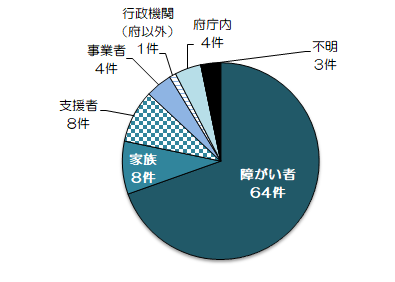 行政機関
（府以外）
1件
府庁内
4件
不明
3件
事業者
4件
支援者
8件
家族
8件
障がい者
64件